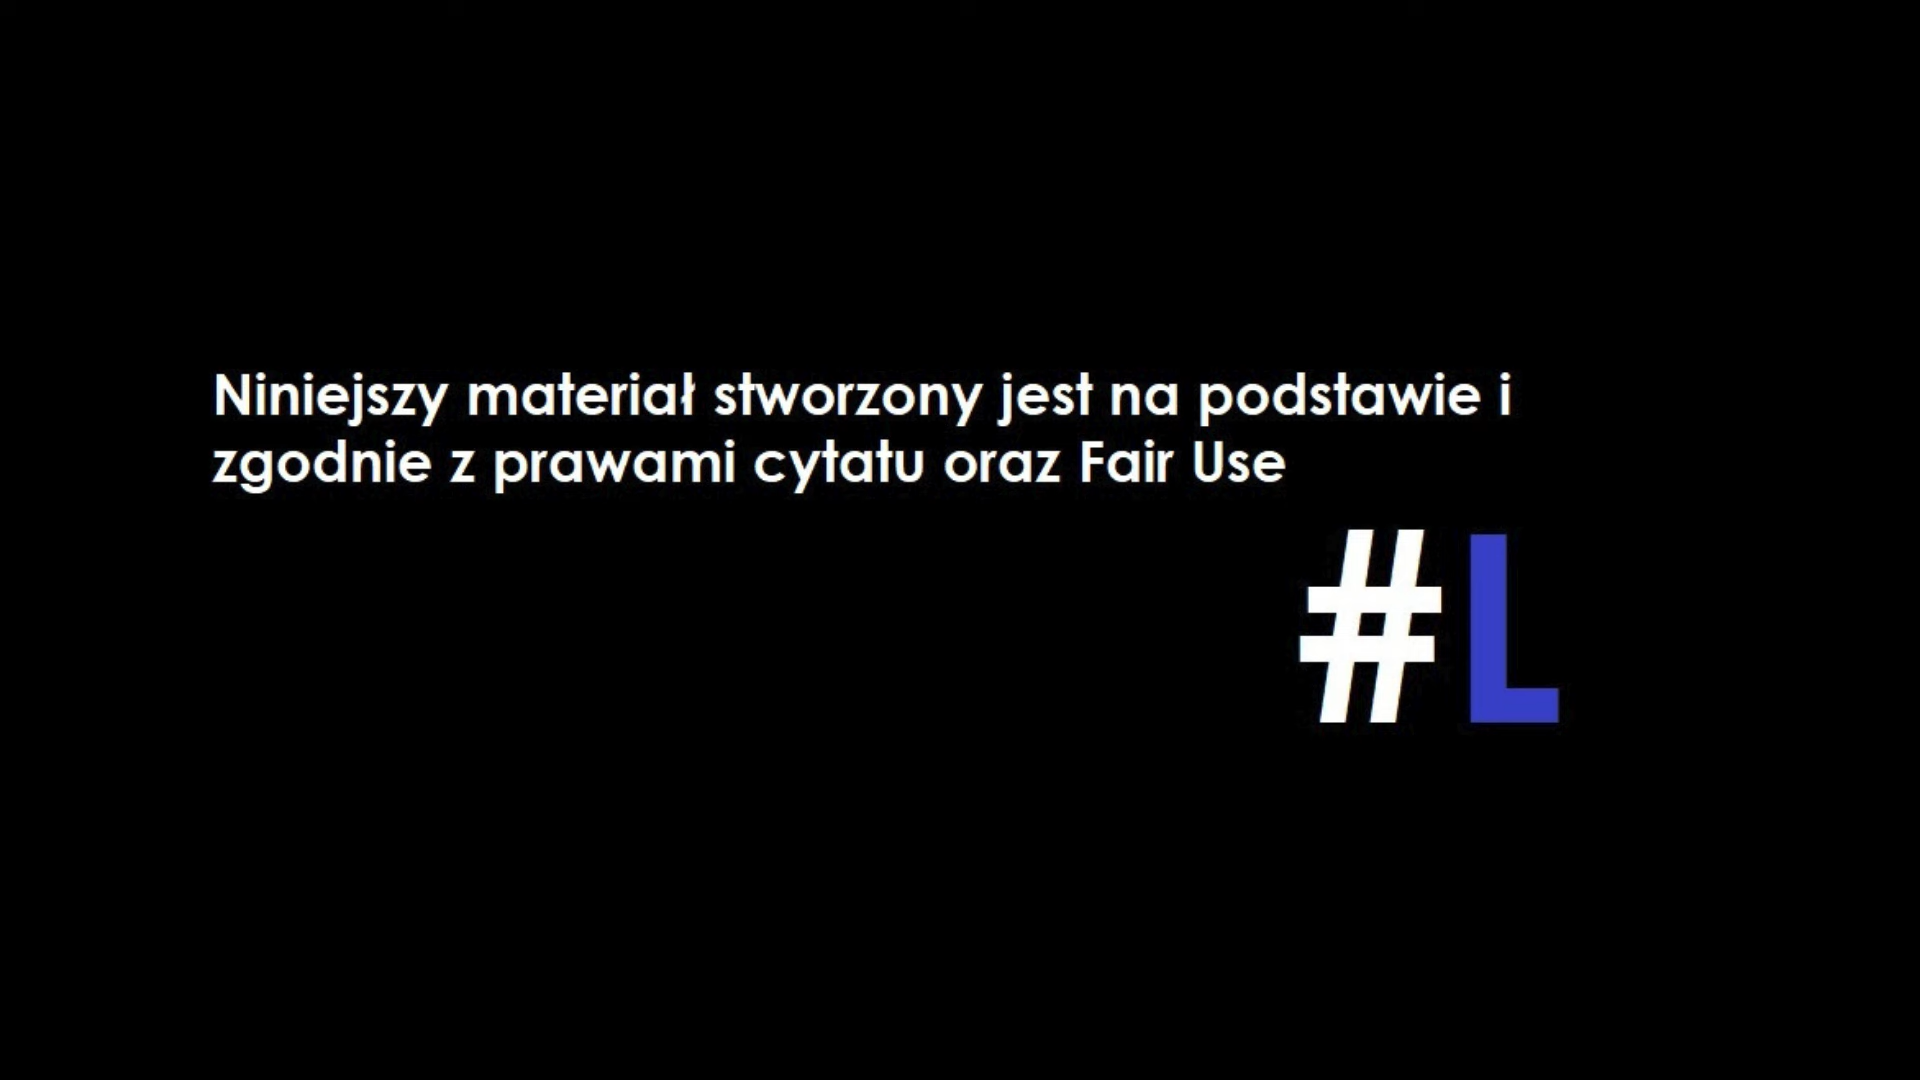 Niniejszy materiał stworzony jest na podstawie i
zgodnie z prawami cytatu oraz Fair Use
#L